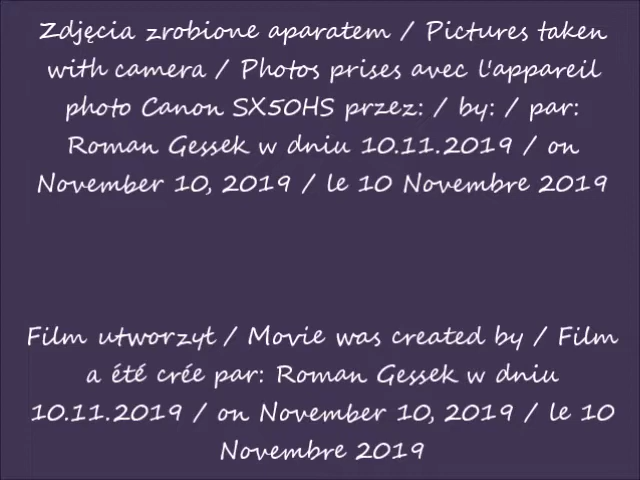 Zdjęcia zrobione aparatem / Pictures taken
with camera / Photos prises avec l'appareil
photo Canon SX50HS przez: / by: / par:
Roman Gessek w dniu 10.11.2019 / on
November 10, 2019 / le 10 Novembre 2019
Film utworzył / Movie was created by / Film
a été crée par: Roman Gessek w dniu
10.11.2019 / on November 10, 2019 / le 10
Novembre 2019